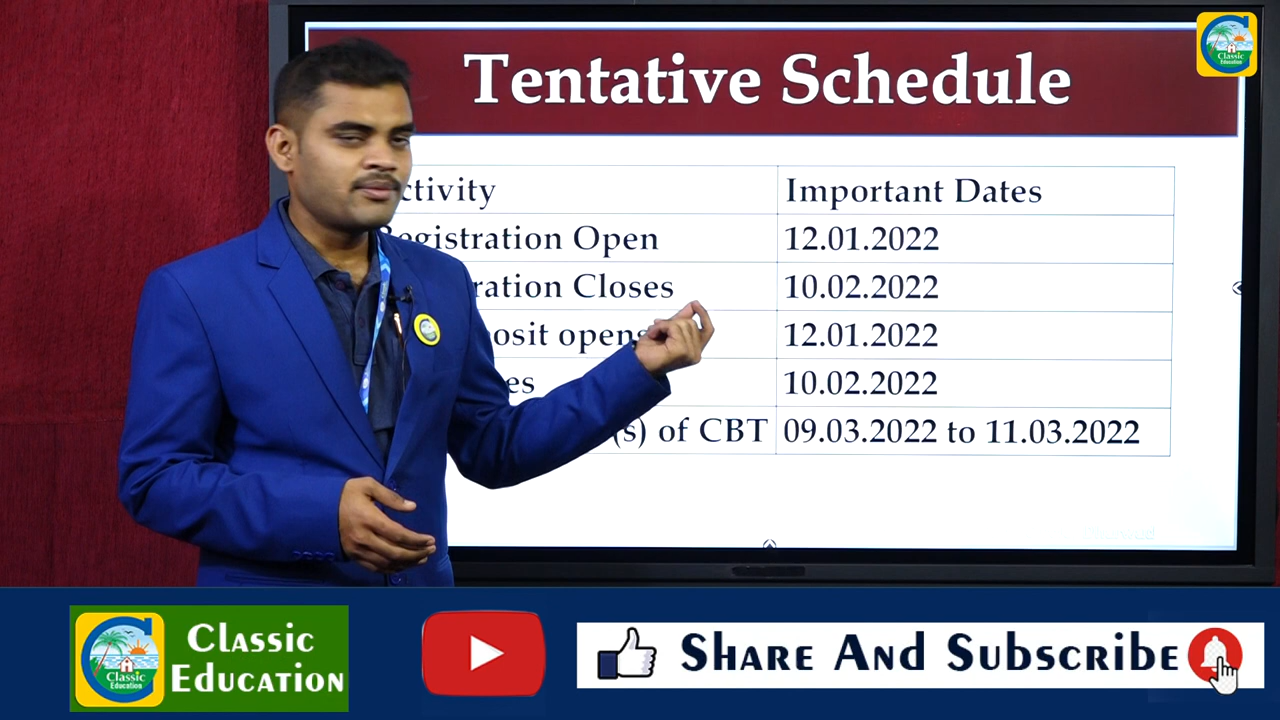 Tentative Schedule
Classic
Education
ctivity Important Dates
Registration Open 12.01.2022
ration Closes 10.02.2022
osit opens 12.01.2022
es 10.02.2022
(s) of CBT 09.03.2022 to 11.03.2022
Classic
Education
Classic
Education
Share And Subscribe